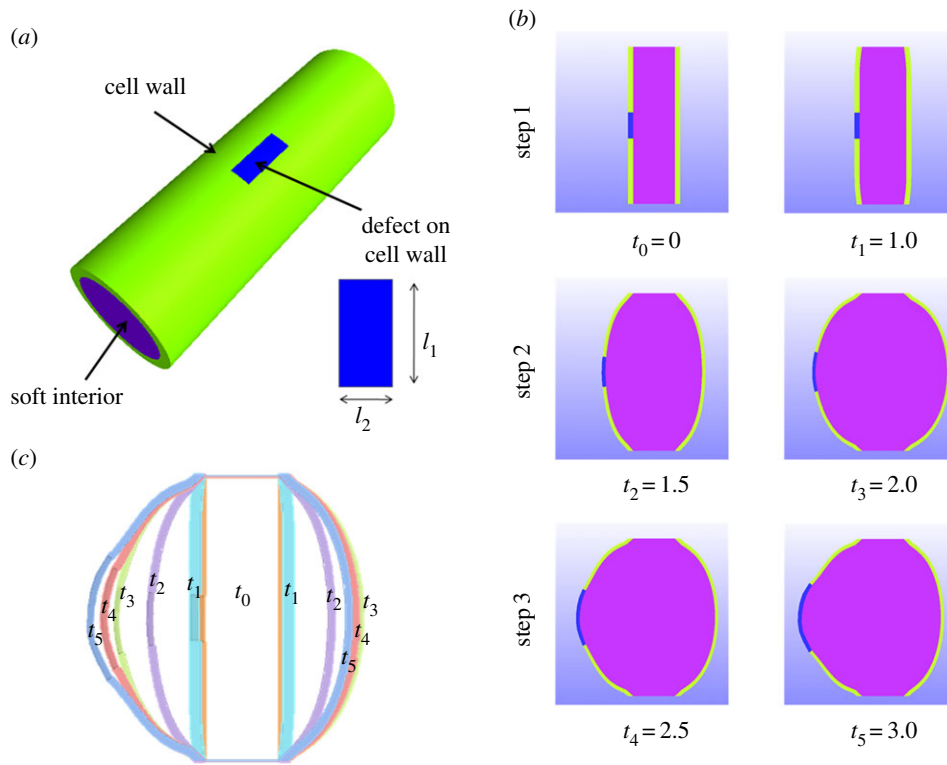 (a)
cell wall
defect on
cell wall
l1
l2
soft interior
(b)
step 1
t0=0
t1=1.0
step 2
t2=1.5
t3=2.0
step 3
t4=2.5
t5=3.0
(c)
t5 t4 t3 t2 t1 t0 t1 t2 t3
t4
t5